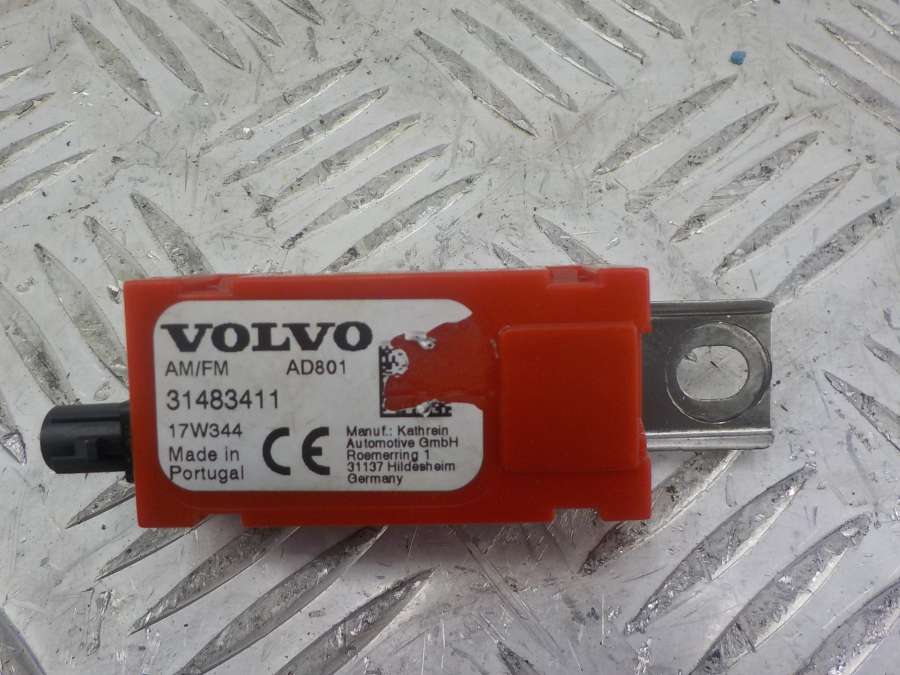 VOLVO
AM/FM AD801
31483411
17W344
Made in
Portugal
CE
Manuf.: Kathrein
Automotive GmbH
Roemerring 1
31137 Hildesheim
Germany